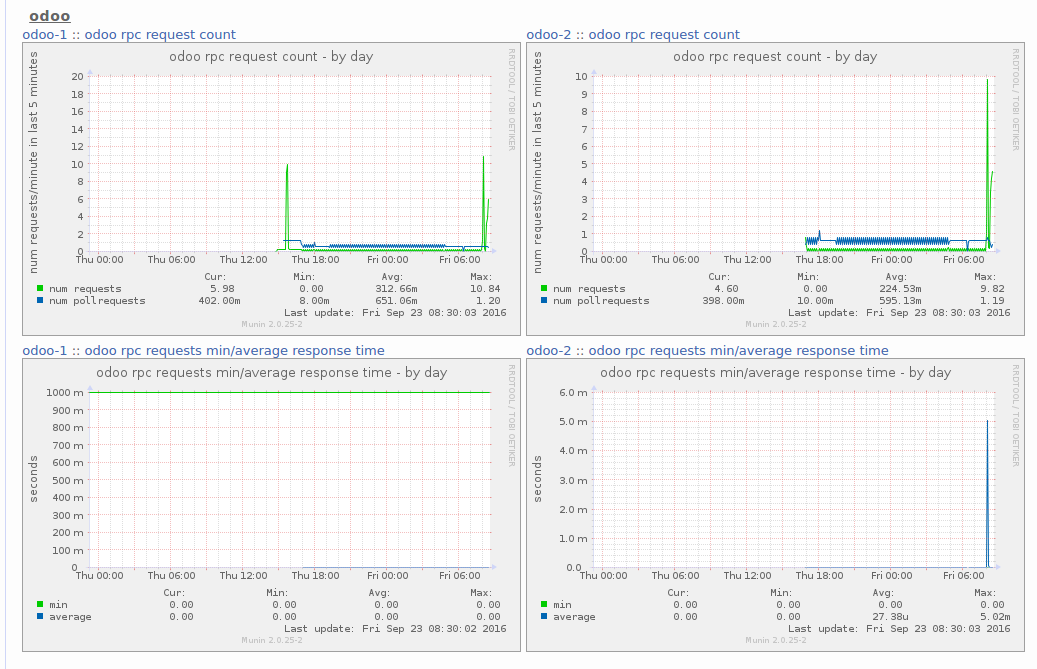 odoo
odoo-1 :: odoo rpc request count
odoo rpc request count - by day
RRDTOOL / TOBI OETIKER
num requests/minute in last 5 minutes
20
18
16
14
12
10
8
6
4
2
0
Thu 00:00 Thu 06:00 Thu 12:00 Thu 18:00 Fri 00:00 Fri 06:00
Cur: Min: Avg: Max:
num requests 5.98 0.00 312.66m 10.84
num pollrequests 402.00m 8.00m 651.06m 1.20
Last update: Fri Sep 23 08:30:03 2016
Munin 2.0.25-2
odoo-2 :: odoo rpc request count
odoo rpc request count - by day
RRDTOOL / TOBI OETIKER
num requests/minute in last 5 minutes
10
9
8
7
6
5
4
3
2
1
0
Thu 00:00 Thu 06:00 Thu 12:00 Thu 18:00 Fri 00:00 Fri 06:00
Cur: Min: Avg: Max:
num requests 4.60 0.00 224.53m 9.82
num pollrequests 398.00m 10.00m 595.13m 1.19
Last update: Fri Sep 23 08:30:03 2016
Munin 2.0.25-2
odoo-1 :: odoo rpc requests min/average response time
odoo rpc requests min/average response time - by day
RRDTOOL / TOBI OETIKER
seconds
1000 m
900 m
800 m
700 m
600 m
500 m
400 m
300 m
200 m
100 m
0
Thu 00:00 Thu 06:00 Thu 12:00 Thu 18:00 Fri 00:00 Fri 06:00
Cur: Min: Avg: Max:
min 0.00 0.00 0.00 0.00
average 0.00 0.00 0.00 0.00
Last update: Fri Sep 23 08:30:02 2016
Munin 2.0.25-2
odoo-2 :: odoo rpc requests min/average response time
odoo rpc requests min/average response time - by day
RRDTOOL / TOBI OETIKER
seconds
6.0 m
5.0 m
4.0 m
3.0 m
2.0 m
1.0 m
0.0
Thu 00:00 Thu 06:00 Thu 12:00 Thu 18:00 Fri 00:00 Fri 06:00
Cur: Min: Avg: Max:
min 0.00 0.00 0.00 0.00
average 0.00 0.00 27.38u 5.02m
Last update: Fri Sep 23 08:30:03 2016
Munin 2.0.25-2